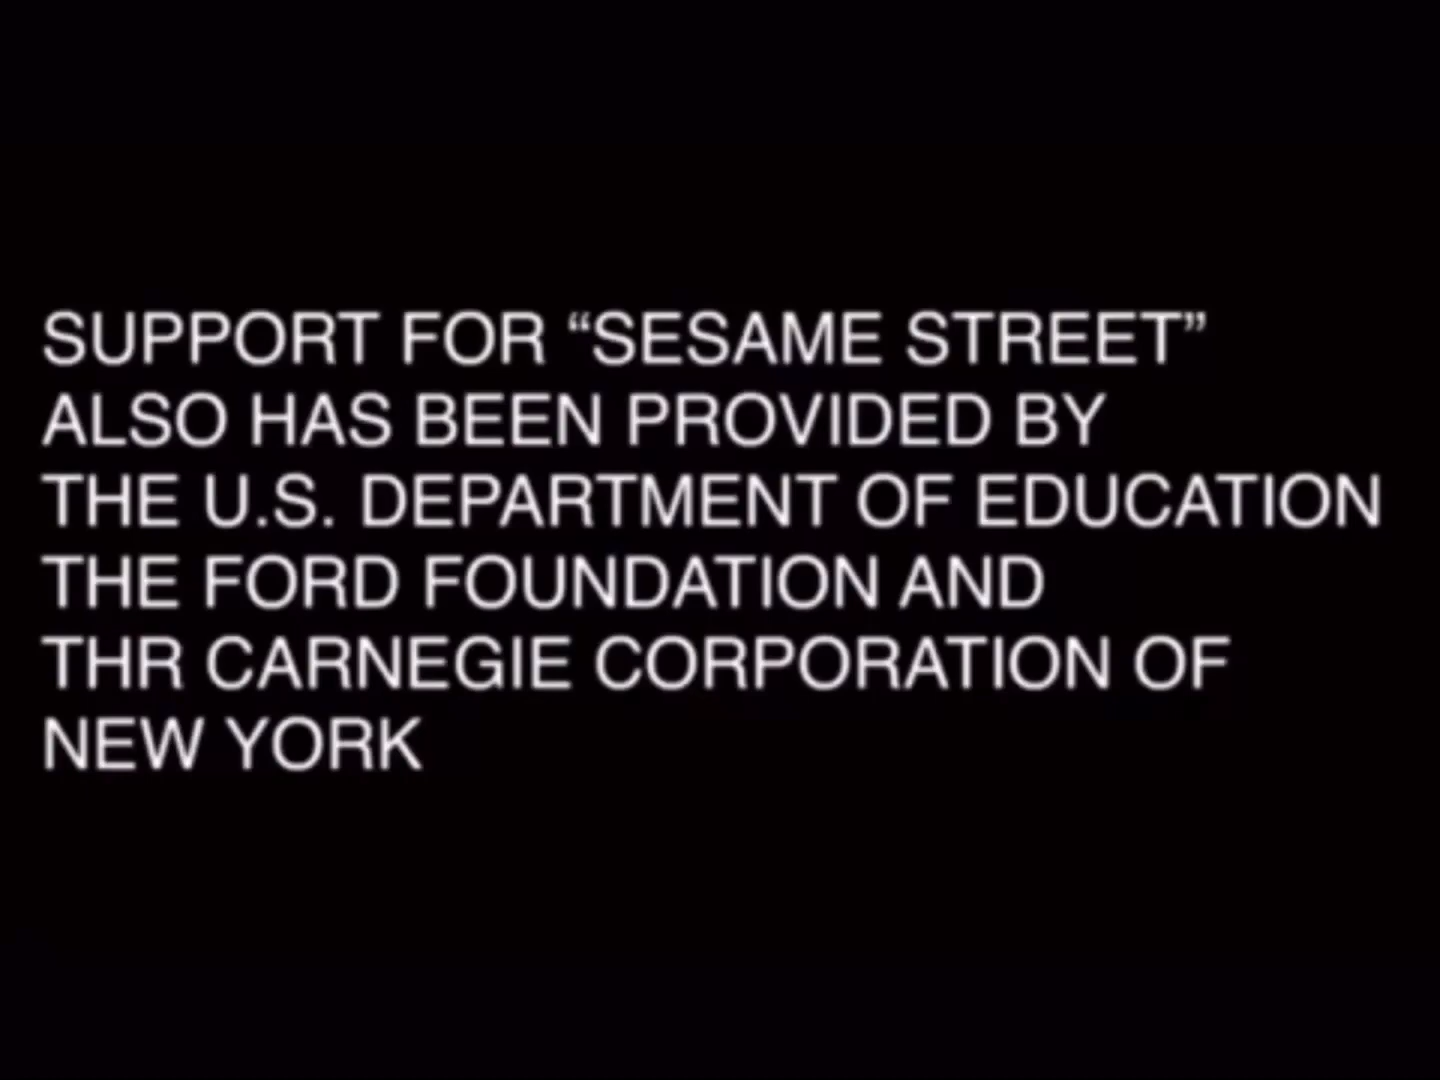 SUPPORT FOR “SESAME STREET”
ALSO HAS BEEN PROVIDED BY
THE U.S. DEPARTMENT OF EDUCATION
THE FORD FOUNDATION AND
THR CARNEGIE CORPORATION OF
NEW YORK